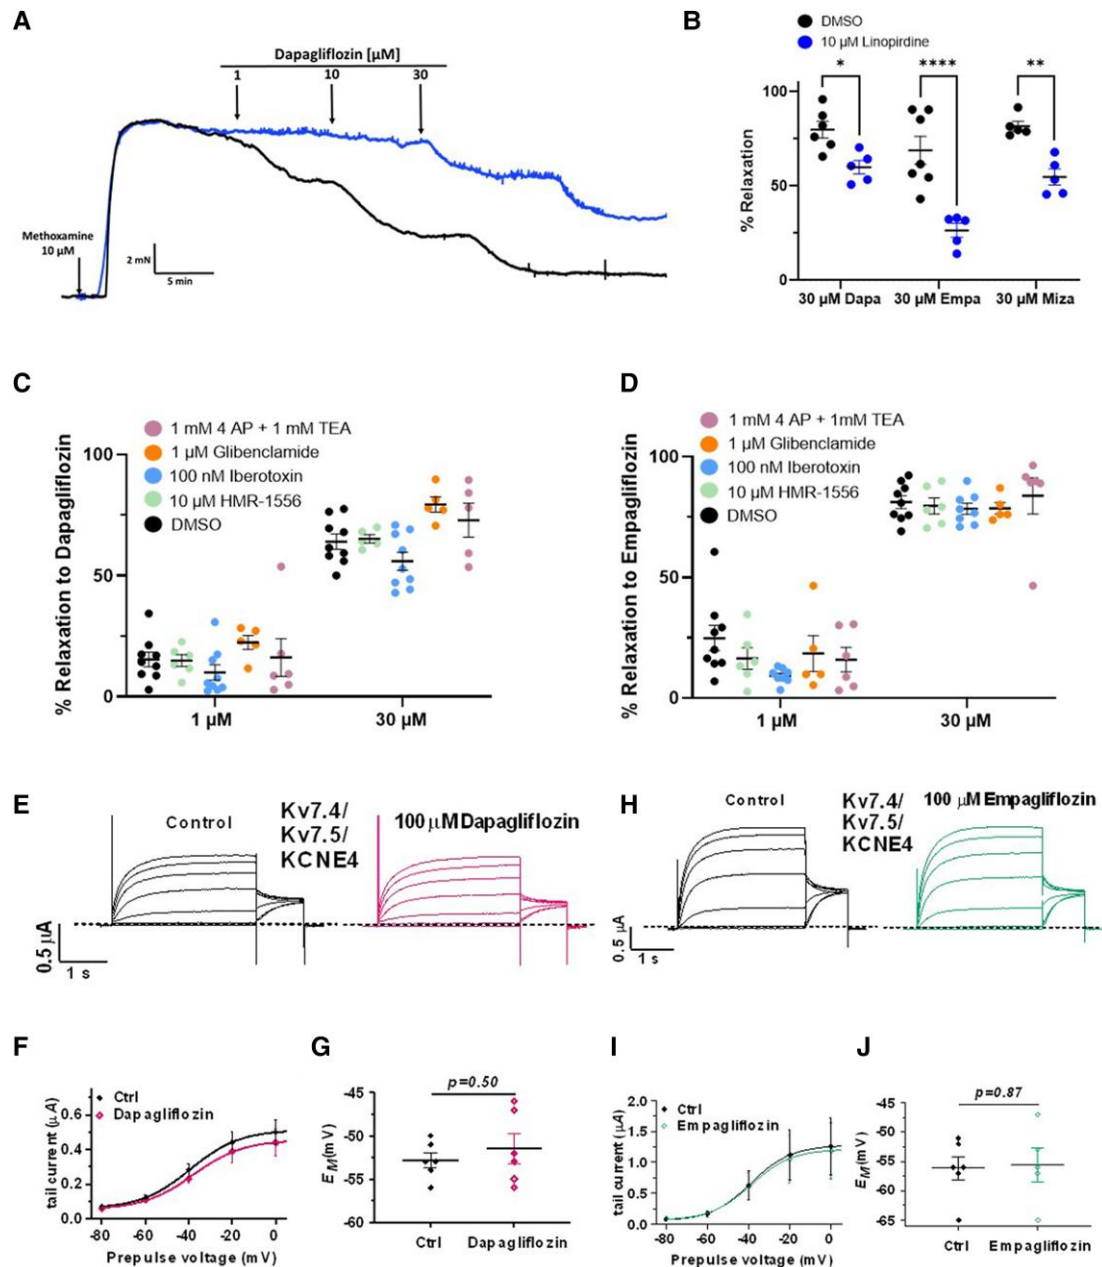 A
Dapagliflozin [µM]
1 10 30
Methoxamine
10 µM
2 mN
5 min
B
DMSO
10 µM Linopirdine
* **** **
% Relaxation
100
50
0
30 µM Dapa 30 µM Empa 30 µM Miza
C
1 mM 4 AP + 1 mM TEA
1 µM Glibenclamide
100 nM Iberotoxin
10 µM HMR-1556
DMSO
% Relaxation to Dapagliflozin
100
50
0
1 µM 30 µM
D
1 mM 4 AP + 1mM TEA
1 µM Glibenclamide
100 nM Iberotoxin
10 µM HMR-1556
DMSO
% Relaxation to Empagliflozin
100
50
0
1 µM 30 µM
E
Control
Kv7.4/
Kv7.5/
KCNE4
100 µM Dapagliflozin
0.5 µA
1 s
H
Control
Kv7.4/
Kv7.5/
KCNE4
100 µM Empagliflozin
0.5 µA
1 s
F
Ctrl
Dapagliflozin
tail current (µA)
0.6
0.4
0.2
0.0
-80 -60 -40 -20 0
Prepulse voltage (mV)
G
p=0.50
EM(mV)
-45
-50
-55
-60
Ctrl Dapagliflozin
I
Ctrl
Empagliflozin
tail current (µA)
2.0
1.5
1.0
0.5
0.0
-80 -60 -40 -20 0
Prepulse voltage (mV)
J
p=0.87
EM(mV)
-45
-50
-55
-60
-65
Ctrl Empagliflozin